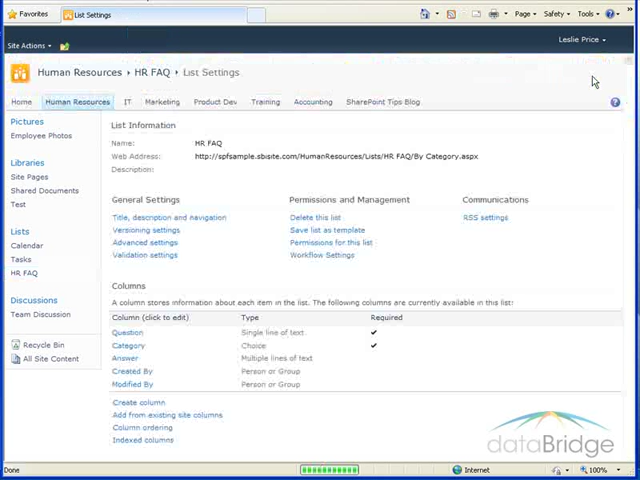 Favorites List Settings
Page Safety Tools
Site Actions Leslie Price
Human Resources HR FAQ List Settings
Home Human Resources IT Marketing Product Dev Training Accounting SharePoint Tips Blog
Pictures
Employee Photos
Libraries
Site Pages
Shared Documents
Test
Lists
Calendar
Tasks
HR FAQ
Discussions
Team Discussion
Recycle Bin
All Site Content
List Information
Name: HR FAQ
Web Address: http://spfsample.sbisite.com/HumanResources/Lists/HR FAQ/By Category.aspx
Description:
General Settings Permissions and Management Communications
Title, description and navigation Delete this list RSS settings
Versioning settings Save list as template
Advanced settings Permissions for this list
Validation settings Workflow Settings
Columns
A column stores information about each item in the list. The following columns are currently available in this list:
Column (click to edit) Type Required
Question Single line of text
Category Choice
Answer Multiple lines of text
Created By Person or Group
Modified By Person or Group
Create column
Add from existing site columns
Column ordering
Indexed columns
dataBridge
Done Internet 100%